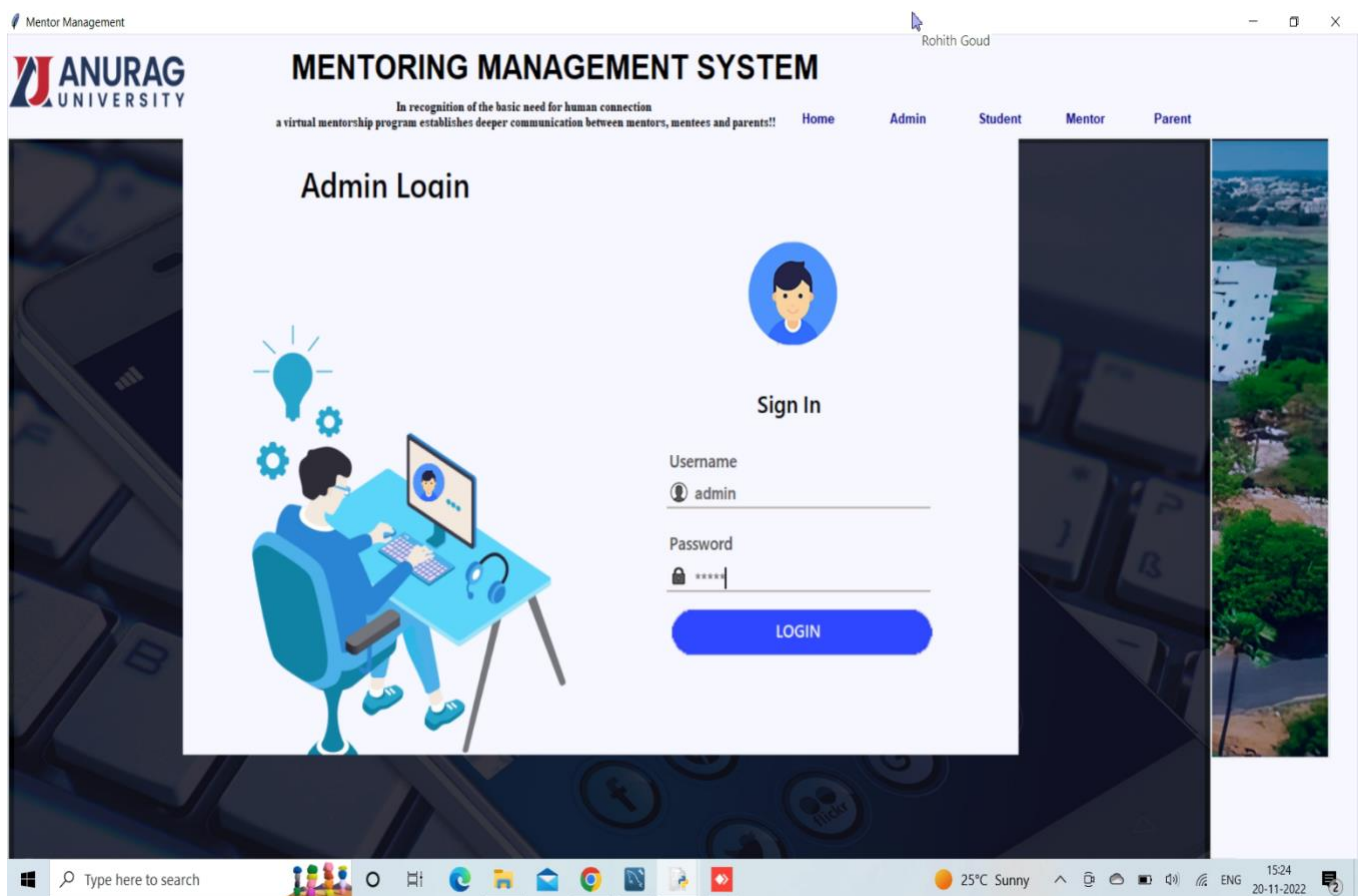 Mentor Management
Rohith Goud
ANURAG
UNIVERSITY
MENTORING MANAGEMENT SYSTEM
In recognition of the basic need for human connection
a virtual mentorship program establishes deeper communication between mentors, mentees and parents!!
Home Admin Student Mentor Parent
Admin Login
Sign In
Username
admin
Password
*****
LOGIN
flickr
Type here to search
25°C Sunny
ENG
15:24
20-11-2022
2